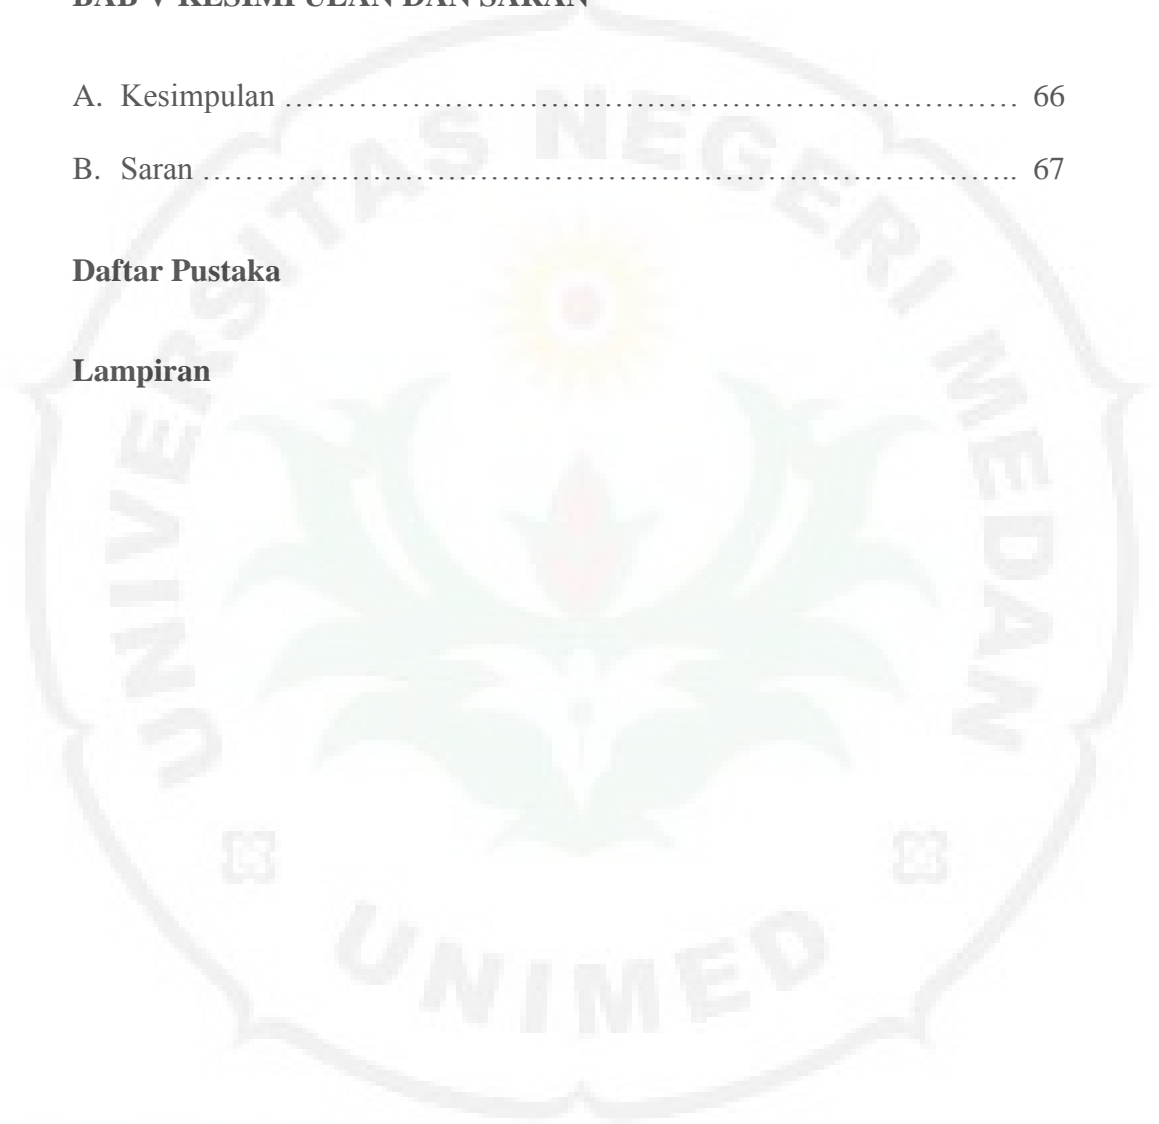 BAB V KESIMPULAN DAN SARAN
A. Kesimpulan ………………………………………………………… 66
B. Saran ……………………………………………………………….. 67
Daftar Pustaka
Lampiran
UNIVERSITAS NEGERI MEDAN
UNIMED